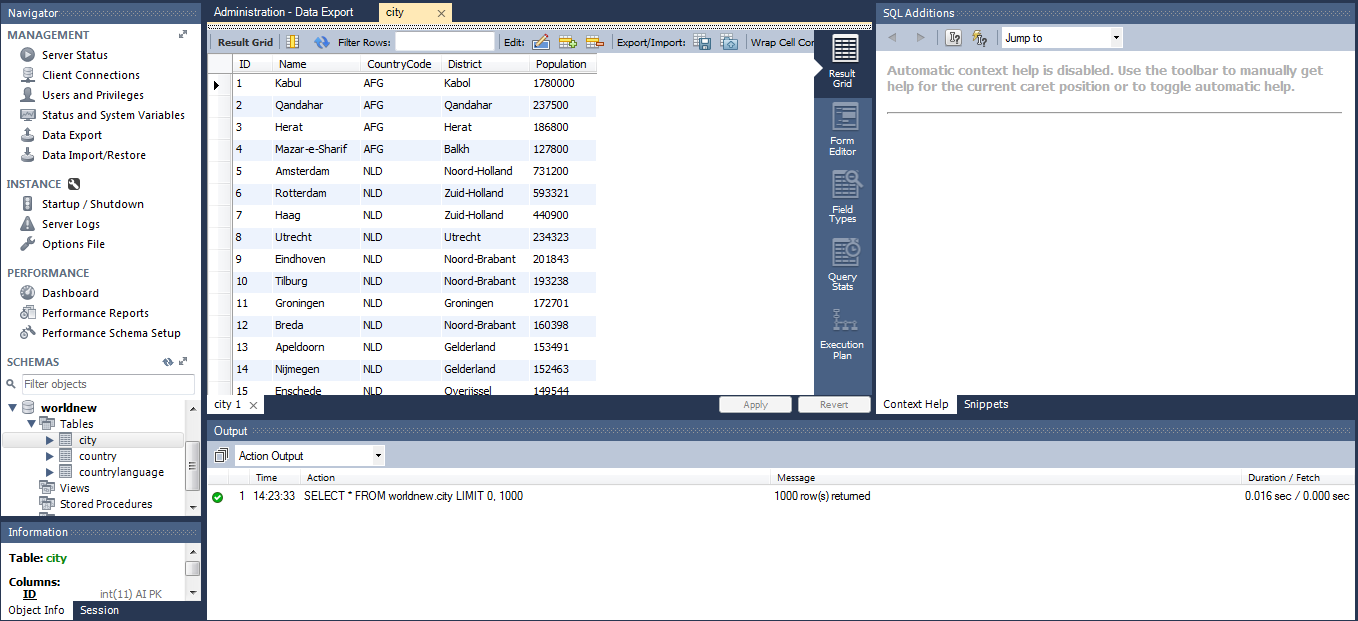 Navigator
MANAGEMENT
Server Status
Client Connections
Users and Privileges
Status and System Variables
Data Export
Data Import/Restore
INSTANCE
Startup / Shutdown
Server Logs
Options File
PERFORMANCE
Dashboard
Performance Reports
Performance Schema Setup
SCHEMAS
Filter objects
worldnew
Tables
city
country
countrylanguage
Views
Stored Procedures
Information
Table: city
Columns:
ID int(11) AI PK
Object Info Session
Administration - Data Export city
Result Grid Filter Rows: Edit: Export/Import: Wrap Cell Con
ID Name CountryCode District Population
1 Kabul AFG Kabol 1780000
2 Qandahar AFG Qandahar 237500
3 Herat AFG Herat 186800
4 Mazar-e-Sharif AFG Balkh 127800
5 Amsterdam NLD Noord-Holland 731200
6 Rotterdam NLD Zuid-Holland 593321
7 Haag NLD Zuid-Holland 440900
8 Utrecht NLD Utrecht 234323
9 Eindhoven NLD Noord-Brabant 201843
10 Tilburg NLD Noord-Brabant 193238
11 Groningen NLD Groningen 172701
12 Breda NLD Noord-Brabant 160398
13 Apeldoorn NLD Gelderland 153491
14 Nijmegen NLD Gelderland 152463
15 Enschede NLD Overijssel 149544
Result
Grid
Form
Editor
Field
Types
Query
Stats
Execution
Plan
city 1 Apply Revert
SQL Additions
Jump to
Automatic context help is disabled. Use the toolbar to manually get
help for the current caret position or to toggle automatic help.
Context Help Snippets
Output
Action Output
Time Action Message Duration / Fetch
1 14:23:33 SELECT * FROM worldnew.city LIMIT 0, 1000 1000 row(s) returned 0.016 sec / 0.000 sec